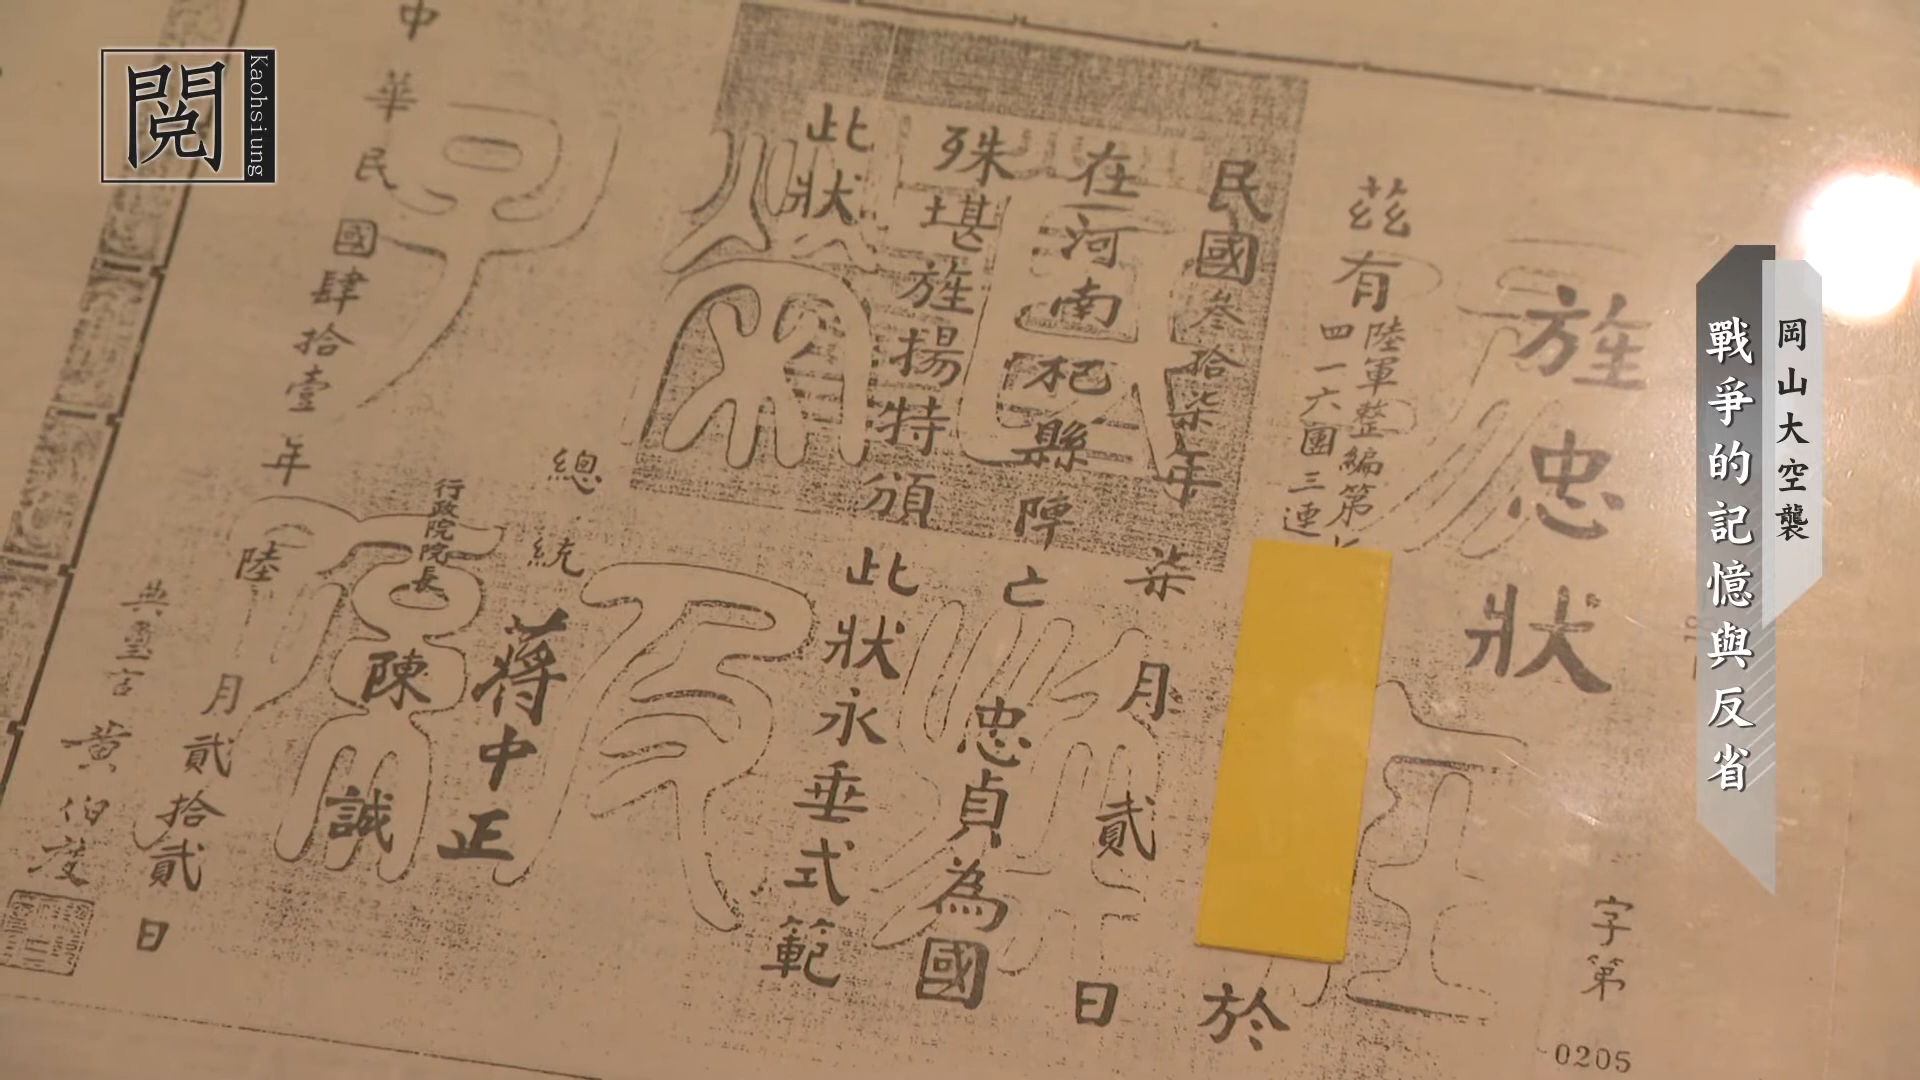 閱
Kaohsiung
岡山大空襲
戰爭的記憶與反省
旌忠狀
字第
0205
茲有陸軍整編第
四一六團三連
於
民國叁拾柒年柒月貳日
在河南杞縣陣亡忠貞為國
殊堪旌揚特頒此狀永垂式範
此狀
總統
蔣中正
行政院院長
陳誠
中華民國肆拾壹年陸月貳拾貳日
典璽官
黃伯度